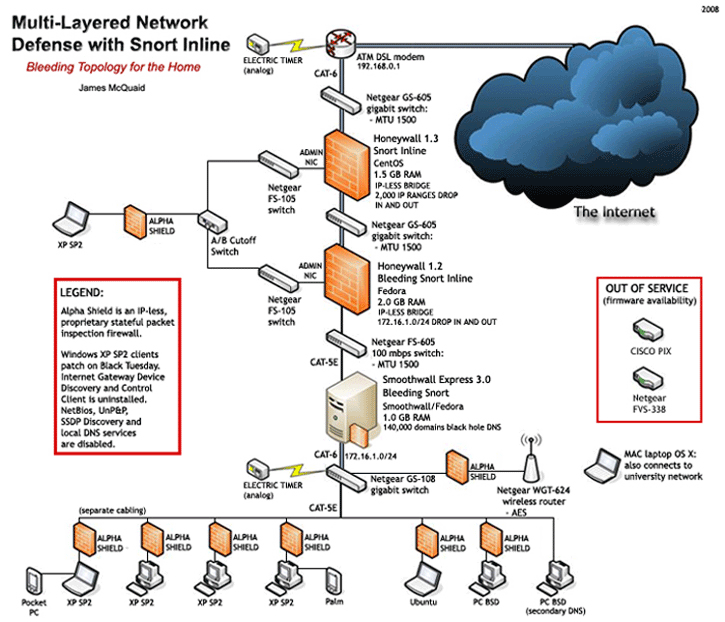 2008
Multi-Layered Network
Defense with Snort Inline
Bleeding Topology for the Home
James McQuaid
ELECTRIC TIMER
(analog)
ATM DSL modem
192.168.0.1
CAT-6
Netgear GS-605
gigabit switch:
- MTU 1500
Honeywall 1.3
Snort Inline
CentOS
1.5 GB RAM
IP-LESS BRIDGE
2,000 IP RANGES DROP
IN AND OUT
ADMIN
NIC
Netgear
FS-105
switch
The Internet
XP SP2
ALPHA
SHIELD
A/B Cutoff
Switch
Netgear GS-605
gigabit switch:
- MTU 1500
ADMIN
NIC
Netgear
FS-105
switch
Honeywall 1.2
Bleeding Snort Inline
Fedora
2.0 GB RAM
IP-LESS BRIDGE
172.16.1.0/24 DROP IN AND OUT
LEGEND:
Alpha Shield is an IP-less,
proprietary stateful packet
inspection firewall.
Windows XP SP2 clients
patch on Black Tuesday.
Internet Gateway Device
Discovery and Control
Client is uninstalled.
NetBios, UnP&P,
SSDP Discovery and
local DNS services
are disabled.
OUT OF SERVICE
(firmware availability)
CISCO PIX
Netgear
FVS-338
Netgear FS-605
100 mbps switch:
- MTU 1500
CAT-5E
Smoothwall Express 3.0
Bleeding Snort
Smoothwall/Fedora
1.0 GB RAM
140,000 domains black hole DNS
CAT-6
172.16.1.0/24
ELECTRIC TIMER
(analog)
Netgear GS-108
gigabit switch
ALPHA
SHIELD
Netgear WGT-624
wireless router
- AES
MAC laptop OS X:
also connects to
university network
CAT-5E
(separate cabling)
ALPHA
SHIELD
ALPHA
SHIELD
ALPHA
SHIELD
ALPHA
SHIELD
ALPHA
SHIELD
ALPHA
SHIELD
Pocket
PC
XP SP2
XP SP2
XP SP2
XP SP2
Palm
Ubuntu
PC BSD
PC BSD
(secondary DNS)